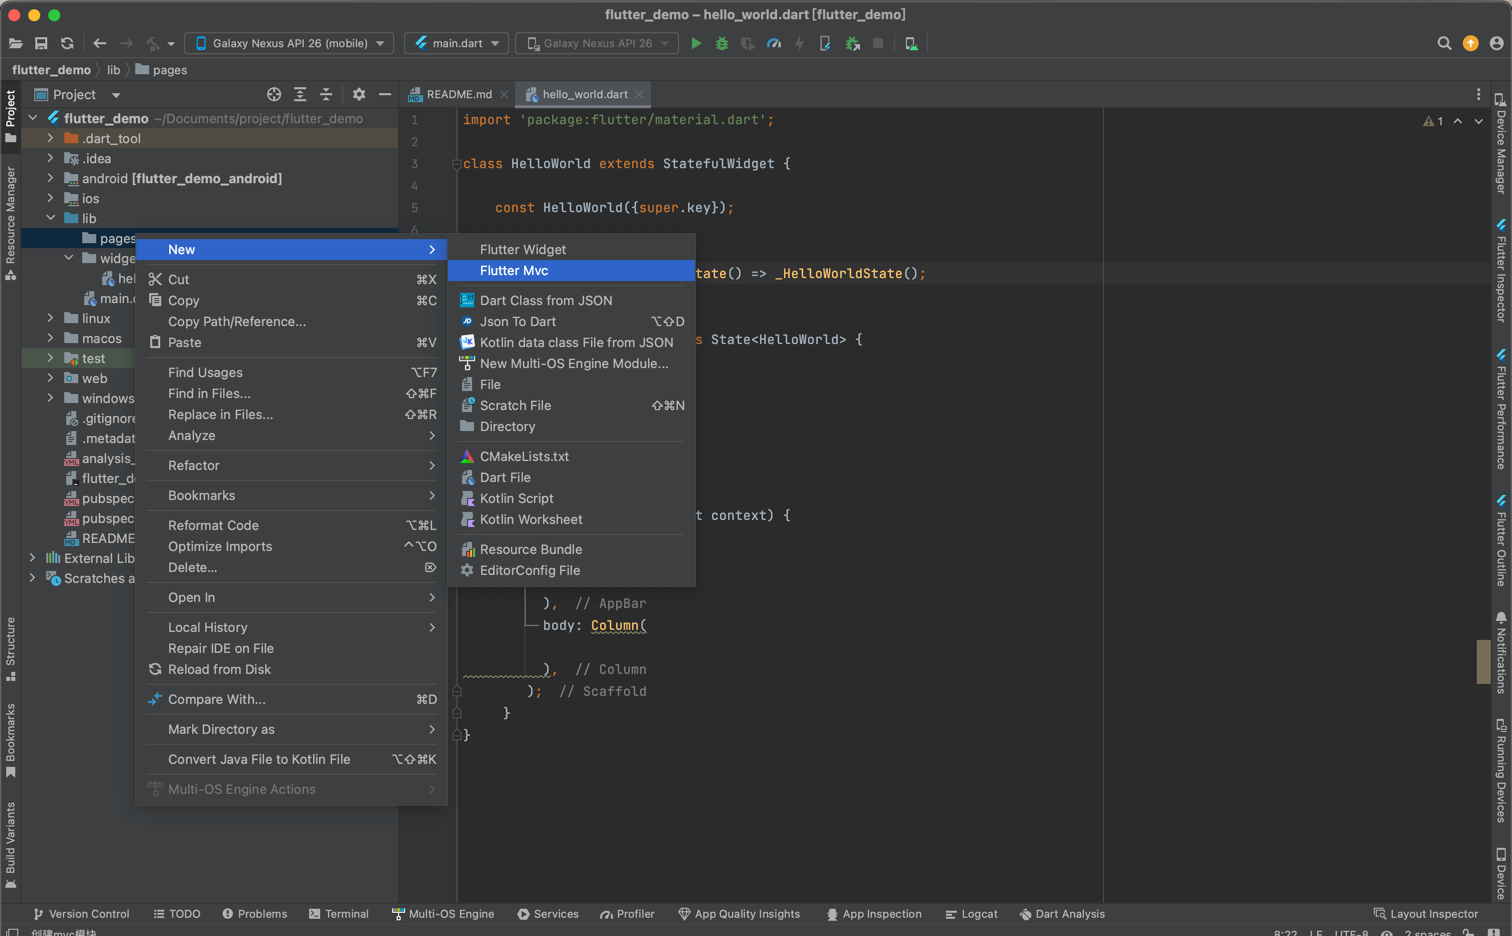 flutter_demo – hello_world.dart [flutter_demo]
Galaxy Nexus API 26 (mobile)
main.dart
Galaxy Nexus API 26
flutter_demo
lib
pages
Project
README.md
hello_world.dart
Project
Resource Manager
Structure
Bookmarks
Build Variants
flutter_demo ~/Documents/project/flutter_demo
.dart_tool
.idea
android [flutter_demo_android]
ios
lib
pages
widge
hel
main.
linux
macos
test
web
windows
.gitignore
.metadat
analysis_
flutter_d
pubspec
pubspec
README
External Lib
Scratches a
New
Cut ⌘X
Copy ⌘C
Copy Path/Reference...
Paste ⌘V
Find Usages ⌥F7
Find in Files... ⇧⌘F
Replace in Files... ⇧⌘R
Analyze
Refactor
Bookmarks
Reformat Code ⌥⌘L
Optimize Imports ^⌥O
Delete... ⌦
Open In
Local History
Repair IDE on File
Reload from Disk
Compare With... ⌘D
Mark Directory as
Convert Java File to Kotlin File ⌥⇧⌘K
Multi-OS Engine Actions
Flutter Widget
Flutter Mvc
Dart Class from JSON
Json To Dart ⌥⇧D
Kotlin data class File from JSON
New Multi-OS Engine Module...
File
Scratch File ⇧⌘N
Directory
CMakeLists.txt
Dart File
Kotlin Script
Kotlin Worksheet
Resource Bundle
EditorConfig File
1 import 'package:flutter/material.dart';
2
3 class HelloWorld extends StatefulWidget {
4
5 const HelloWorld({super.key});
6
tate() => _HelloWorldState();
s State<HelloWorld> {
t context) {
), // AppBar
body: Column(
), // Column
); // Scaffold
}
}
1
Device Manager
Flutter Inspector
Flutter Performance
Flutter Outline
Notifications
Running Devices
Device
Version Control
TODO
Problems
Terminal
Multi-OS Engine
Services
Profiler
App Quality Insights
App Inspection
Logcat
Dart Analysis
Layout Inspector
创建mvc模块
8:22 LF UTF-8 2 spaces